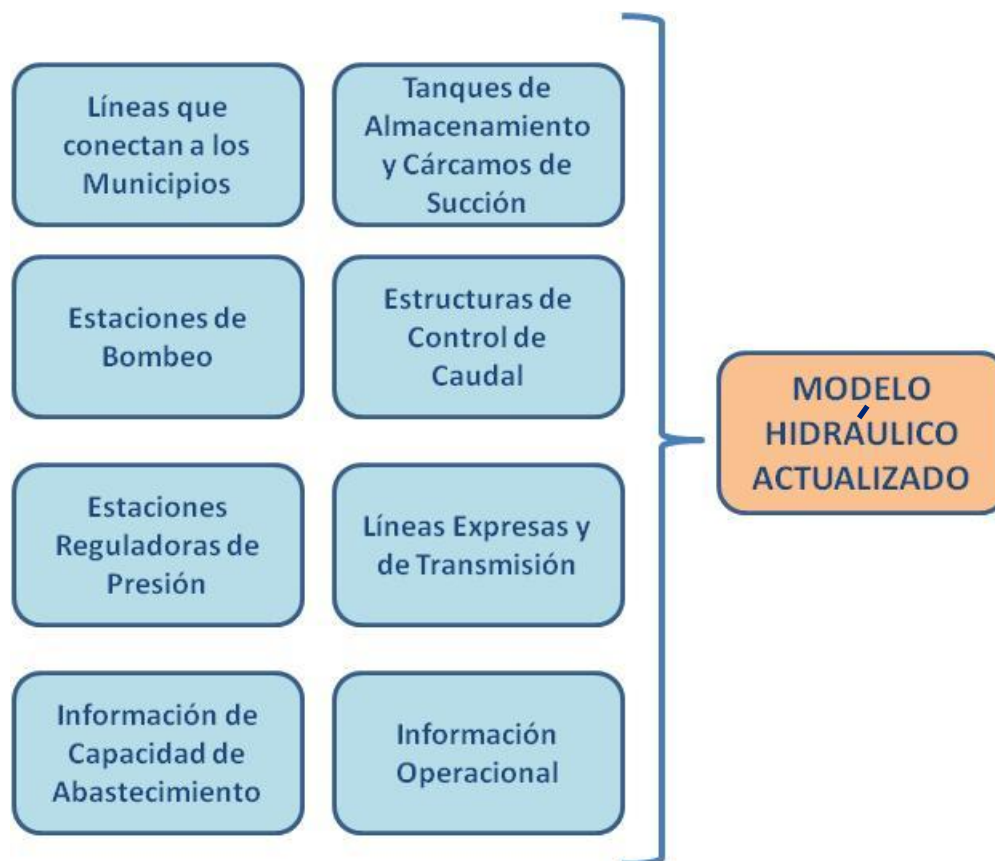 Líneas que
conectan a los
Municipios
Tanques de
Almacenamiento
y Cárcamos de
Succión
Estaciones de
Bombeo
Estructuras de
Control de
Caudal
Estaciones
Reguladoras de
Presión
Líneas Expresas y
de Transmisión
Información de
Capacidad de
Abastecimiento
Información
Operacional
MODELO
HIDRÁULICO
ACTUALIZADO